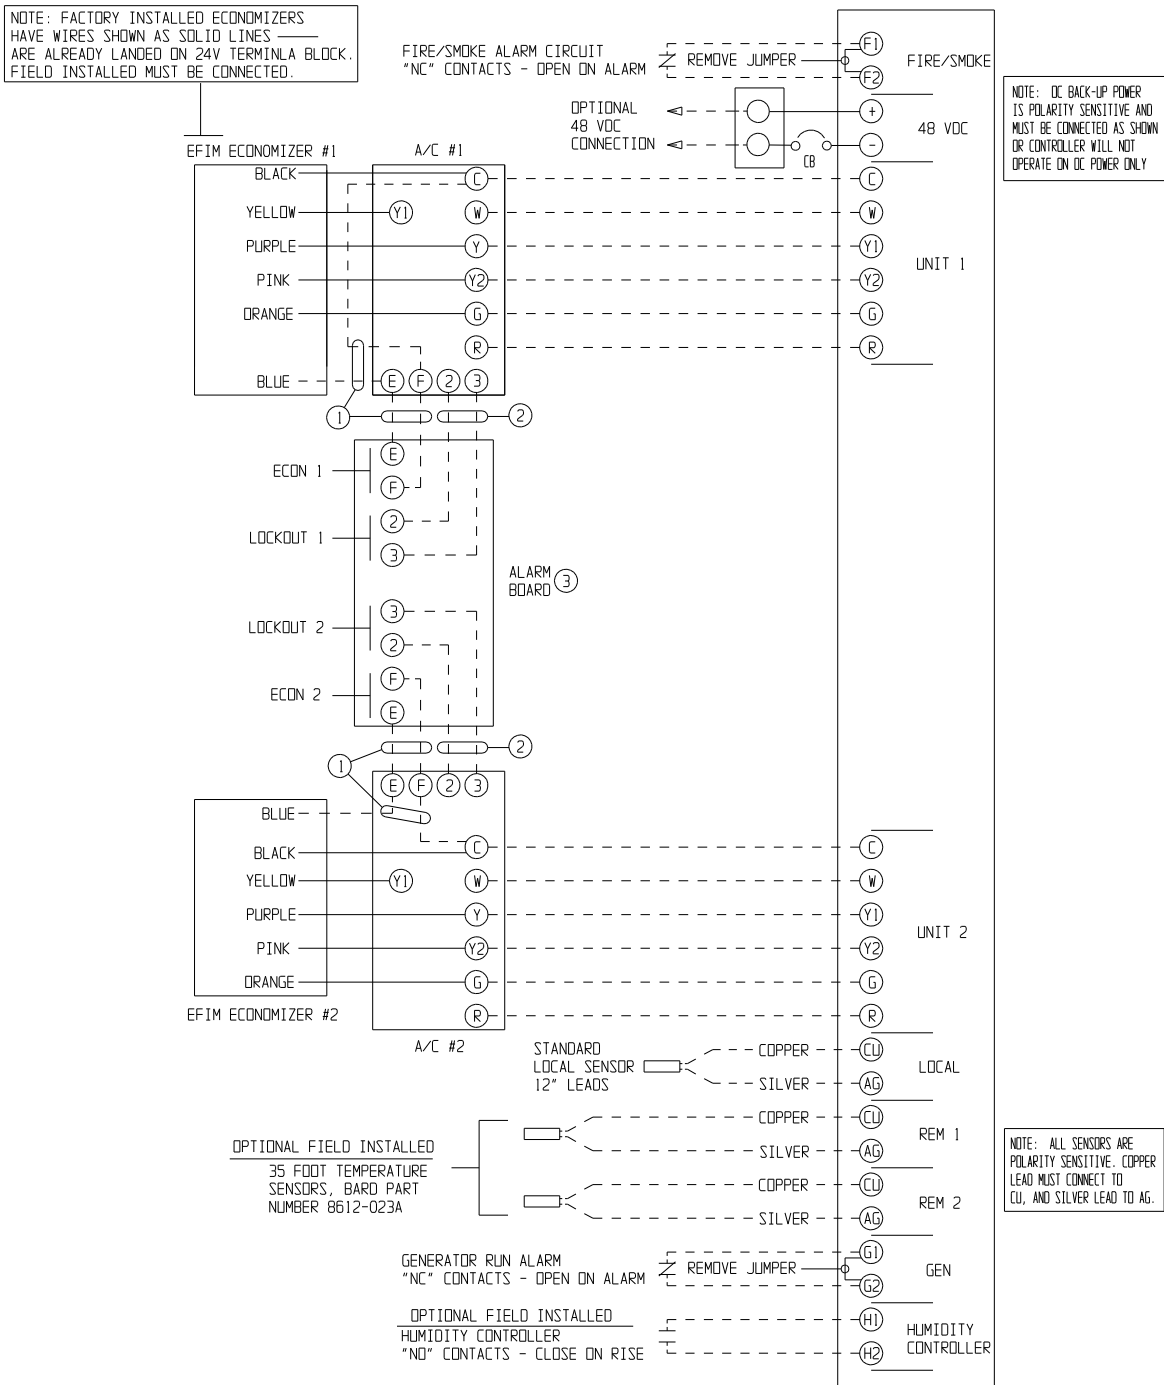 NOTE: FACTORY INSTALLED ECONOMIZERS
HAVE WIRES SHOWN AS SOLID LINES
ARE ALREADY LANDED ON 24V TERMINLA BLOCK.
FIELD INSTALLED MUST BE CONNECTED.
FIRE/SMOKE ALARM CIRCUIT
"NC" CONTACTS - OPEN ON ALARM
REMOVE JUMPER
F1
F2
FIRE/SMOKE
OPTIONAL
48 VDC
CONNECTION
CB
+
-
48 VDC
NOTE: DC BACK-UP POWER
IS POLARITY SENSITIVE AND
MUST BE CONNECTED AS SHOWN
OR CONTROLLER WILL NOT
OPERATE ON DC POWER ONLY
EFIM ECONOMIZER #1
A/C #1
BLACK
C
C
YELLOW
Y1
W
W
PURPLE
Y
Y1
UNIT 1
PINK
Y2
Y2
ORANGE
G
G
R
R
BLUE
E
F
2
3
1
2
ECON 1
E
F
LOCKOUT 1
2
3
ALARM
BOARD
3
LOCKOUT 2
3
2
ECON 2
F
E
1
2
E
F
2
3
BLUE
BLACK
C
C
YELLOW
Y1
W
W
PURPLE
Y
Y1
UNIT 2
PINK
Y2
Y2
ORANGE
G
G
EFIM ECONOMIZER #2
R
R
A/C #2
STANDARD
LOCAL SENSOR
12" LEADS
COPPER
CU
SILVER
AG
LOCAL
OPTIONAL FIELD INSTALLED
35 FOOT TEMPERATURE
SENSORS, BARD PART
NUMBER 8612-023A
COPPER
CU
SILVER
AG
REM 1
COPPER
CU
SILVER
AG
REM 2
NOTE: ALL SENSORS ARE
POLARITY SENSITIVE. COPPER
LEAD MUST CONNECT TO
CU, AND SILVER LEAD TO AG.
GENERATOR RUN ALARM
"NC" CONTACTS - OPEN ON ALARM
REMOVE JUMPER
G1
G2
GEN
OPTIONAL FIELD INSTALLED
HUMIDITY CONTROLLER
"NO" CONTACTS - CLOSE ON RISE
H1
H2
HUMIDITY
CONTROLLER